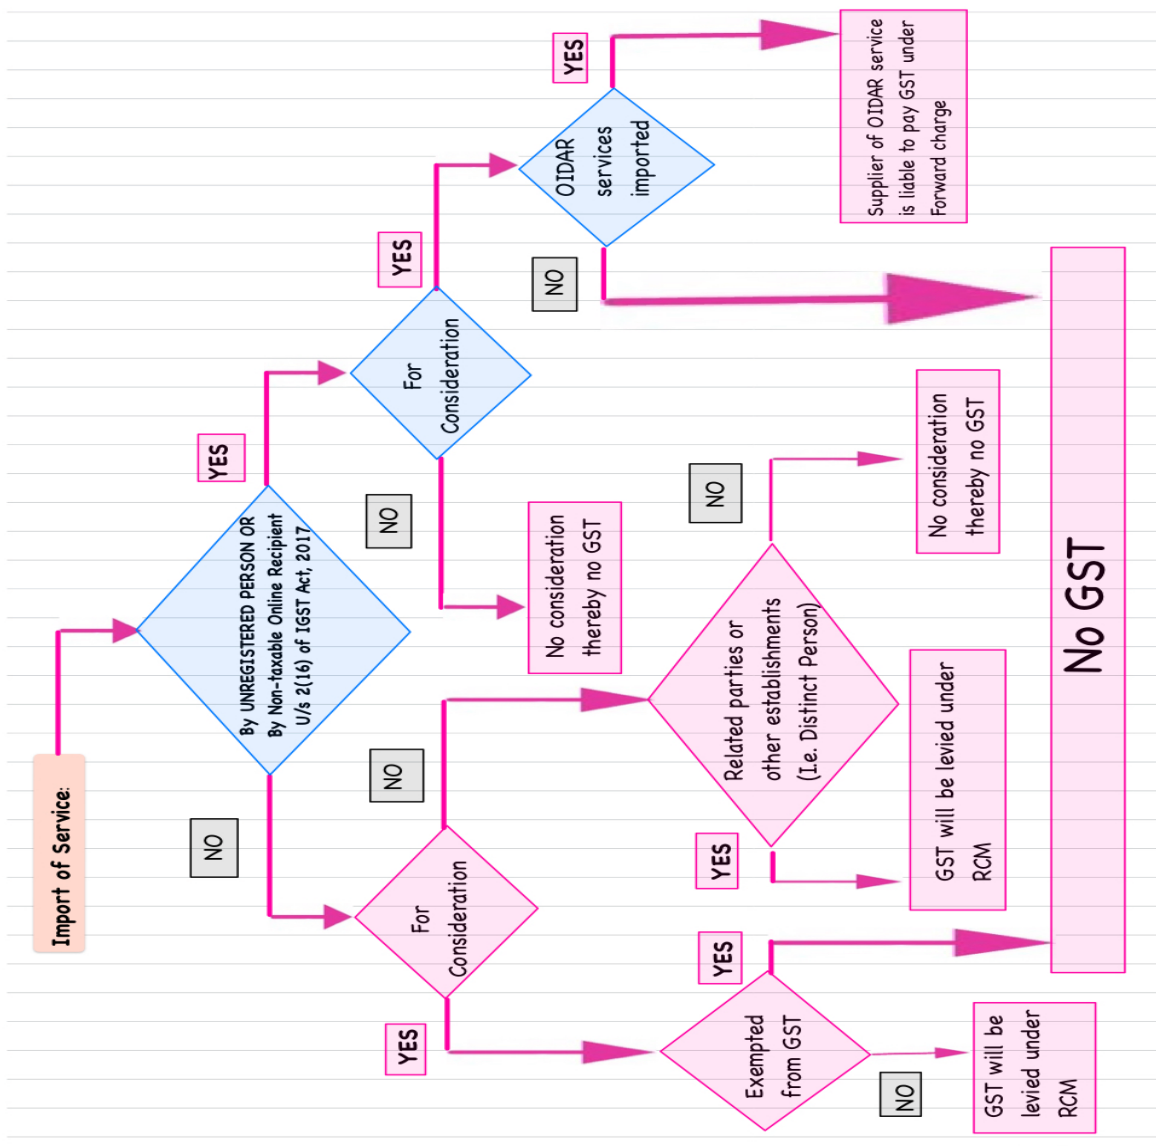 Import of Service:
By UNREGISTERED PERSON OR
By Non-taxable Online Recipient
U/s 2(16) of IGST Act, 2017
NO
YES
For
Consideration
For
Consideration
YES
NO
NO
YES
Exempted
from GST
Related parties or
other establishments
(I.e. Distinct Person)
No consideration
thereby no GST
OIDAR
services
imported
NO
YES
YES
YES
NO
NO
GST will be
levied under
RCM
GST will be levied under
RCM
No consideration
thereby no GST
Supplier of OIDAR service
is liable to pay GST under
Forward charge
No GST